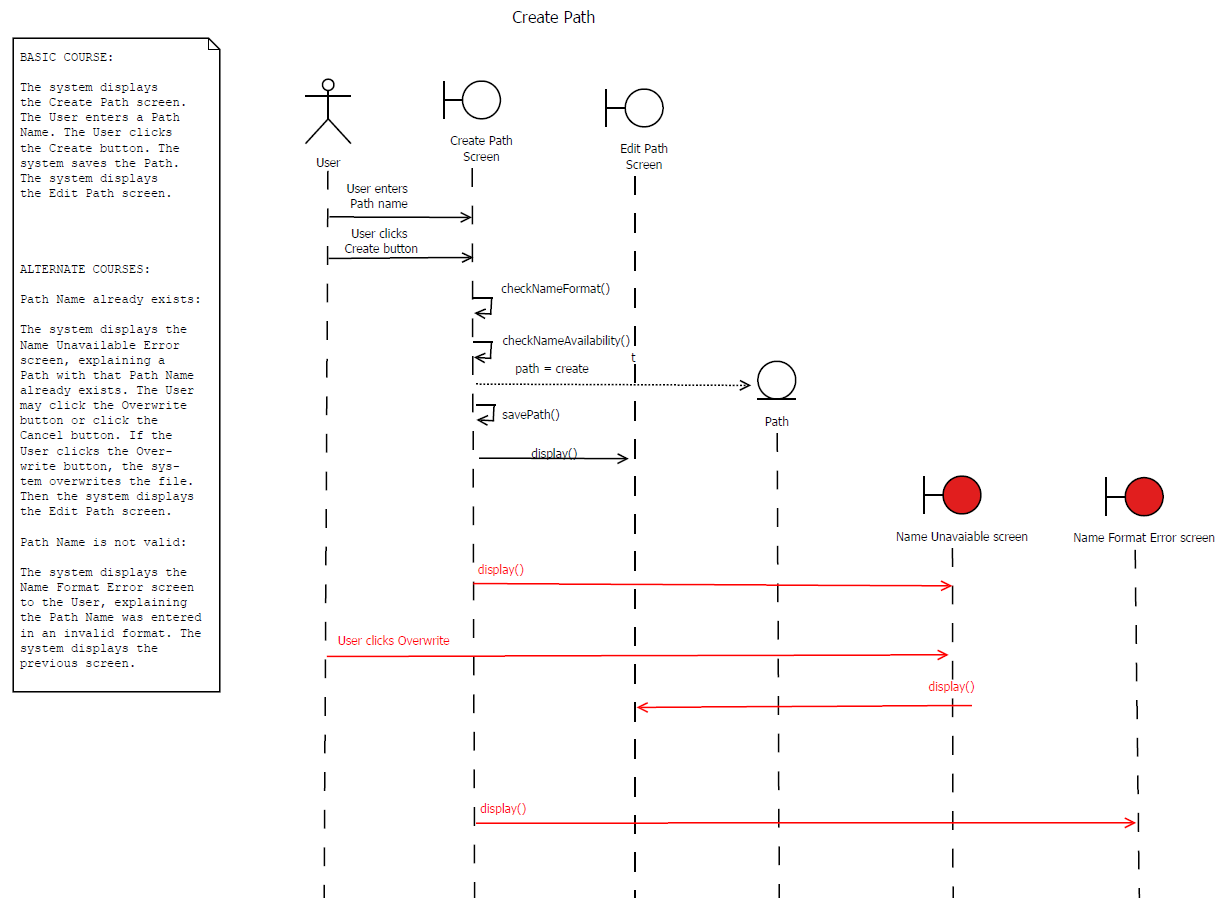 Create Path
BASIC COURSE:
The system displays
the Create Path screen.
The User enters a Path
Name. The User clicks
the Create button. The
system saves the Path.
The system displays
the Edit Path screen.
ALTERNATE COURSES:
Path Name already exists:
The system displays the
Name Unavailable Error
screen, explaining a
Path with that Path Name
already exists. The User
may click the Overwrite
button or click the
Cancel button. If the
User clicks the Over-
write button, the sys-
tem overwrites the file.
Then the system displays
the Edit Path screen.
Path Name is not valid:
The system displays the
Name Format Error screen
to the User, explaining
the Path Name was entered
in an invalid format. The
system displays the
previous screen.
User
Create Path
Screen
Edit Path
Screen
User enters
Path name
User clicks
Create button
checkNameFormat()
checkNameAvailability()
t
path = create
Path
savePath()
display()
Name Unavaiable screen
Name Format Error screen
display()
User clicks Overwrite
display()
display()